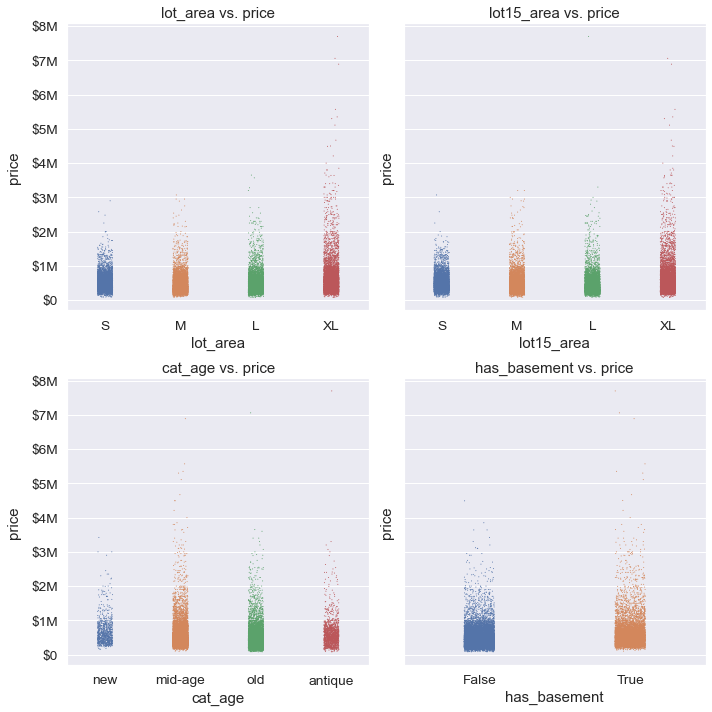 lot_area vs. price
lot15_area vs. price
$8M
$7M
$6M
$5M
$4M
$3M
$2M
$1M
$0
price
price
S M L XL
S M L XL
lot_area
lot15_area
cat_age vs. price
has_basement vs. price
$8M
$7M
$6M
$5M
$4M
$3M
$2M
$1M
$0
price
price
new mid-age old antique
False True
cat_age
has_basement